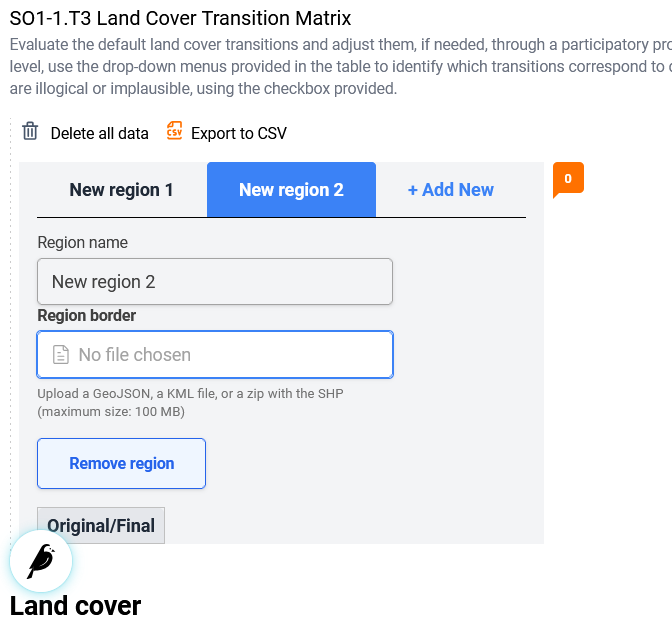 SO1-1.T3 Land Cover Transition Matrix
Evaluate the default land cover transitions and adjust them, if needed, through a participatory
level, use the drop-down menus provided in the table to identify which transitions correspond to
are illogical or implausible, using the checkbox provided.
Delete all data
CSV Export to CSV
New region 1 New region 2 + Add New
0
Region name
New region 2
Region border
No file chosen
Upload a GeoJSON, a KML file, or a zip with the SHP
(maximum size: 100 MB)
Remove region
Original/Final
Land cover